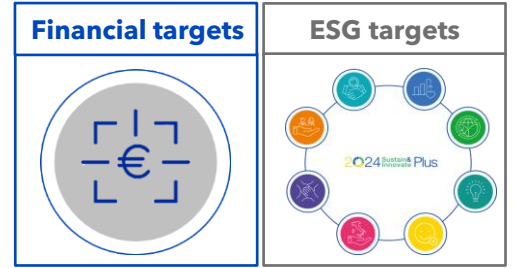 Financial targets
ESG targets
€
2024 Sustain& Innovate Plus